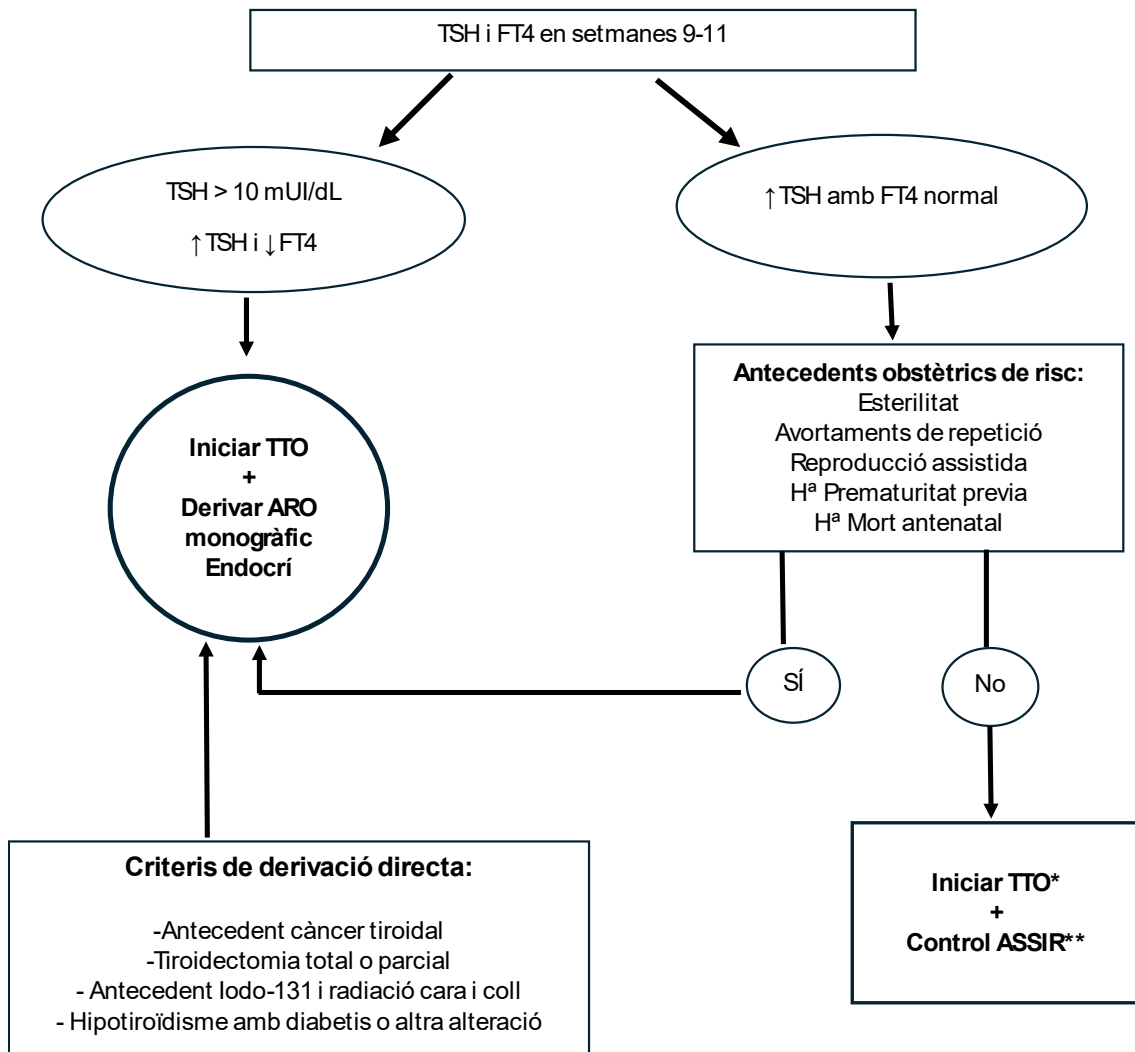 TSH i FT4 en setmanes 9-11
TSH > 10 mUI/dL
↑TSH i ↓FT4
↑TSH amb FT4 normal
Antecedents obstètrics de risc:
Esterilitat
Avortaments de repetició
Reproducció assistida
Hª Prematuritat previa
Hª Mort antenatal
Iniciar TTO
+
Derivar ARO
monogràfic
Endocrí
SÍ
No
Criteris de derivació directa:
-Antecedent càncer tiroidal
-Tiroidectomia total o parcial
- Antecedent Iodo-131 i radiació cara i coll
- Hipotiroïdisme amb diabetis o altra alteració
Iniciar TTO*
+
Control ASSIR**